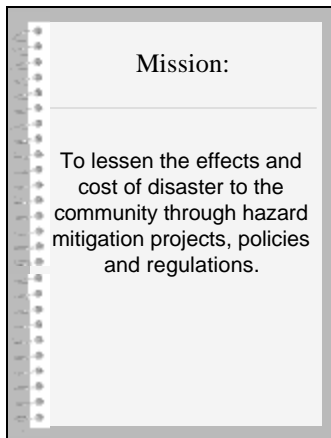 Mission:
To lessen the effects and
cost of disaster to the
community through hazard
mitigation projects, policies
and regulations.